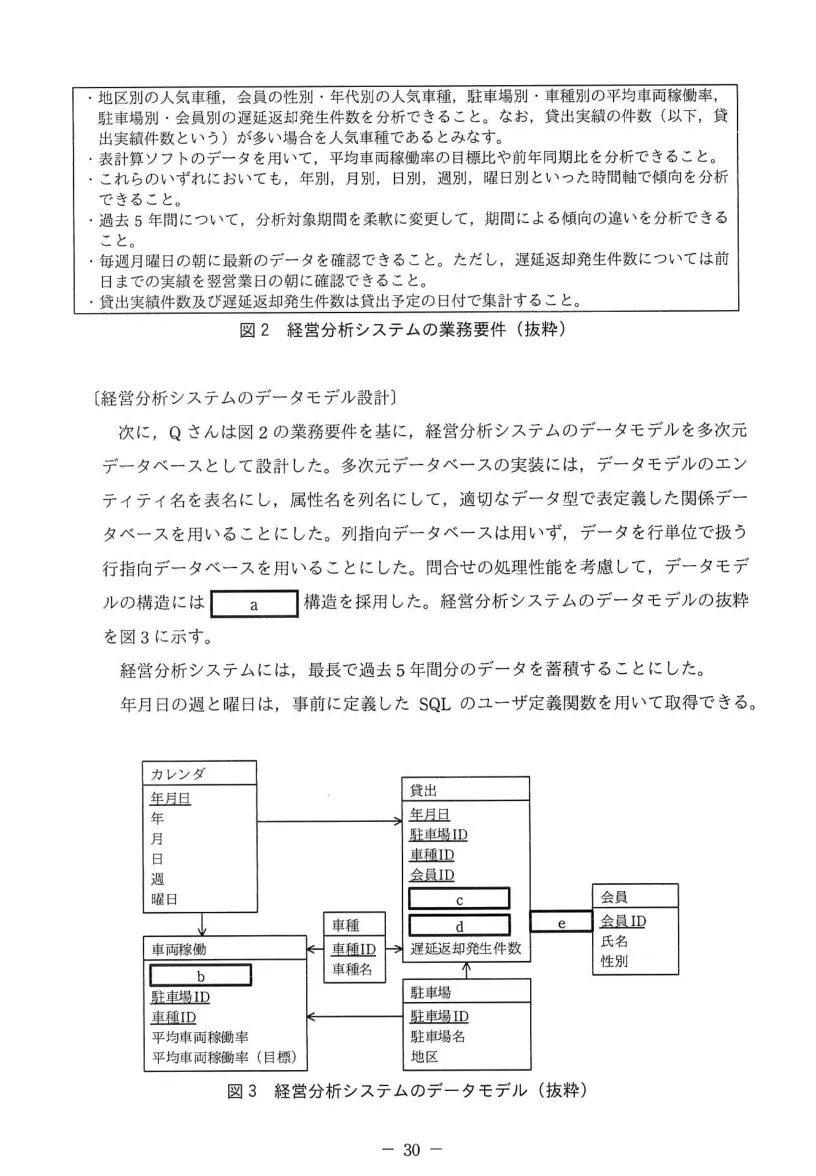 ・地区別の人気車種，会員の性別・年代別の人気車種，駐車場別・車種別の平均車両稼働率，
駐車場別・会員別の遅延返却発生件数を分析できること。なお，貸出実績の件数（以下，貸
出実績件数という）が多い場合を人気車種であるとみなす。
・表計算ソフトのデータを用いて，平均車両稼働率の目標比や前年同期比を分析できること。
・これらのいずれにおいても，年別，月別，日別，週別，曜日別といった時間軸で傾向を分析
できること。
・過去 5 年間について，分析対象期間を柔軟に変更して，期間による傾向の違いを分析できる
こと。
・毎週月曜日の朝に最新のデータを確認できること。ただし，遅延返却発生件数については前
日までの実績を翌営業日の朝に確認できること。
・貸出実績件数及び遅延返却発生件数は貸出予定の日付で集計すること。
図 2　経営分析システムの業務要件（抜粋）
〔経営分析システムのデータモデル設計〕
次に，Q さんは図 2 の業務要件を基に，経営分析システムのデータモデルを多次元
データベースとして設計した。多次元データベースの実装には，データモデルのエン
ティティ名を表名にし，属性名を列名にして，適切なデータ型で表定義した関係デー
タベースを用いることにした。列指向データベースは用いず，データを行単位で扱う
行指向データベースを用いることにした。問合せの処理性能を考慮して，データモデ
ルの構造には a 構造を採用した。経営分析システムのデータモデルの抜粋
を図 3 に示す。
経営分析システムには，最長で過去 5 年間分のデータを蓄積することにした。
年月日の週と曜日は，事前に定義した SQL のユーザ定義関数を用いて取得できる。
カレンダ
年月日
年
月
日
週
曜日
貸出
年月日
駐車場ID
車種ID
会員ID
c
d
遅延返却発生件数
e
会員
会員 ID
氏名
性別
車種
車種ID
車種名
車両稼働
b
駐車場ID
車種ID
平均車両稼働率
平均車両稼働率（目標）
駐車場
駐車場ID
駐車場名
地区
図 3　経営分析システムのデータモデル（抜粋）
－ 30 －